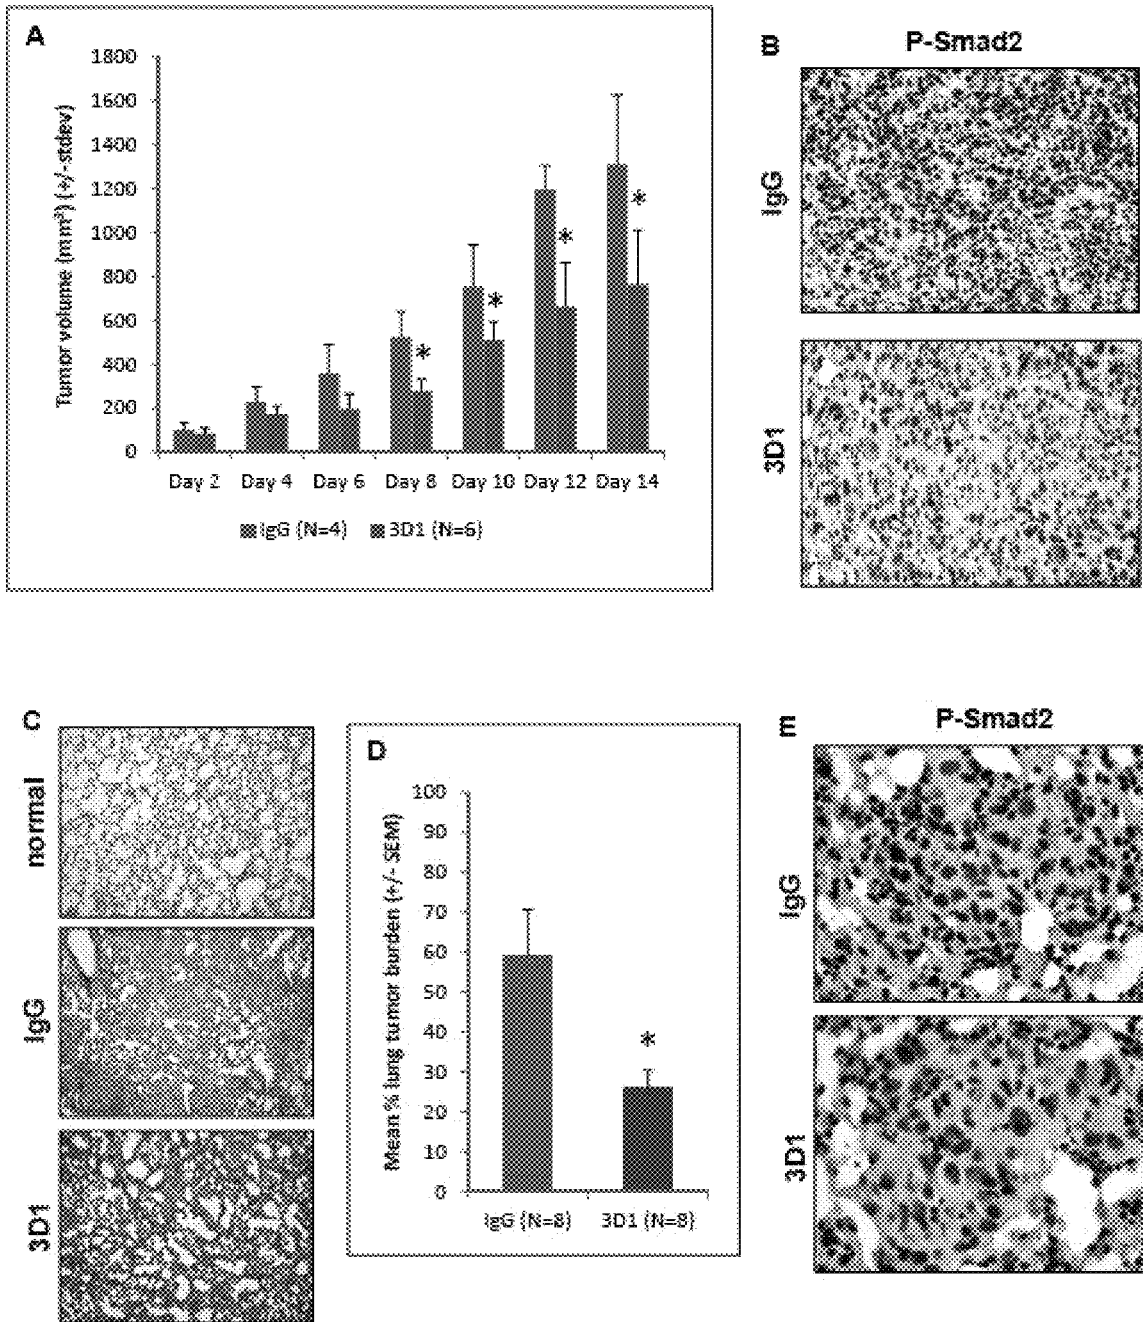 A
Tumor volume (mm³) (+/-stdev)
1800
1600
1400
1200
1000
800
600
400
200
0
*
*
*
*
Day 2 Day 4 Day 6 Day 8 Day 10 Day 12 Day 14
IgG (N=4) 3D1 (N=6)
B
P-Smad2
IgG
3D1
C
normal
IgG
3D1
D
Mean % lung tumor burden (+/- SEM)
100
90
80
70
60
50
40
30
20
10
0
*
IgG (N=8) 3D1 (N=8)
E
P-Smad2
IgG
3D1